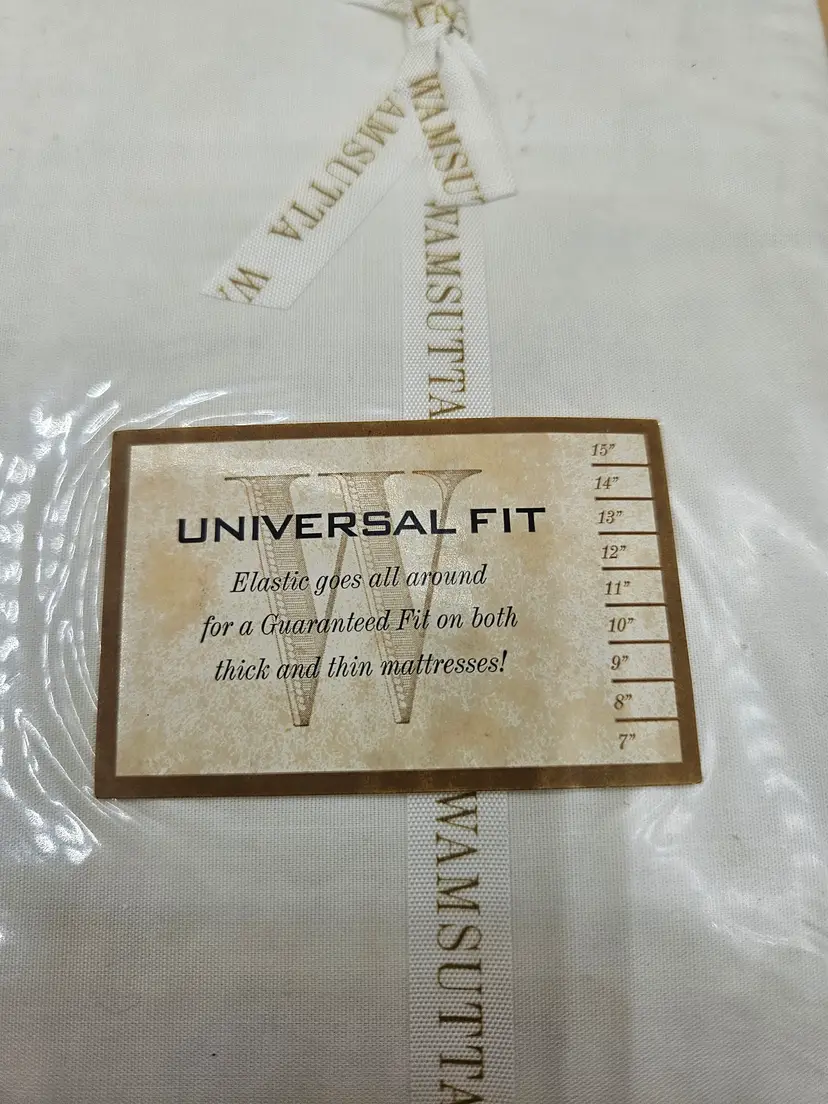 WAMSUTTA
WAMSU
WAMSUTTA
UNIVERSAL FIT
Elastic goes all around
for a Guaranteed Fit on both
thick and thin mattresses!
15"
14"
13"
12"
11"
10"
9"
8"
7"
W
WAMSUTTA